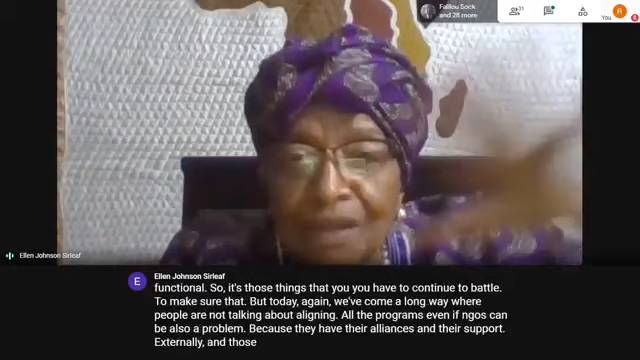 Fallou Sock
and 28 more
31
You
R
Ellen Johnson Sirleaf
E
Ellen Johnson Sirleaf
functional. So, it's those things that you you have to continue to battle.
To make sure that. But today, again, we've come a long way where
people are not talking about aligning. All the programs even if ngos can
be also a problem. Because they have their alliances and their support.
Externally, and those